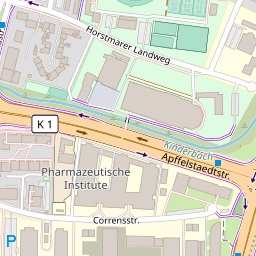 Horstmarer Landweg
K 1
Kinderbach
Apffelstaedtstr.
Pharmazeutische
Institute
Corrensstr.
P